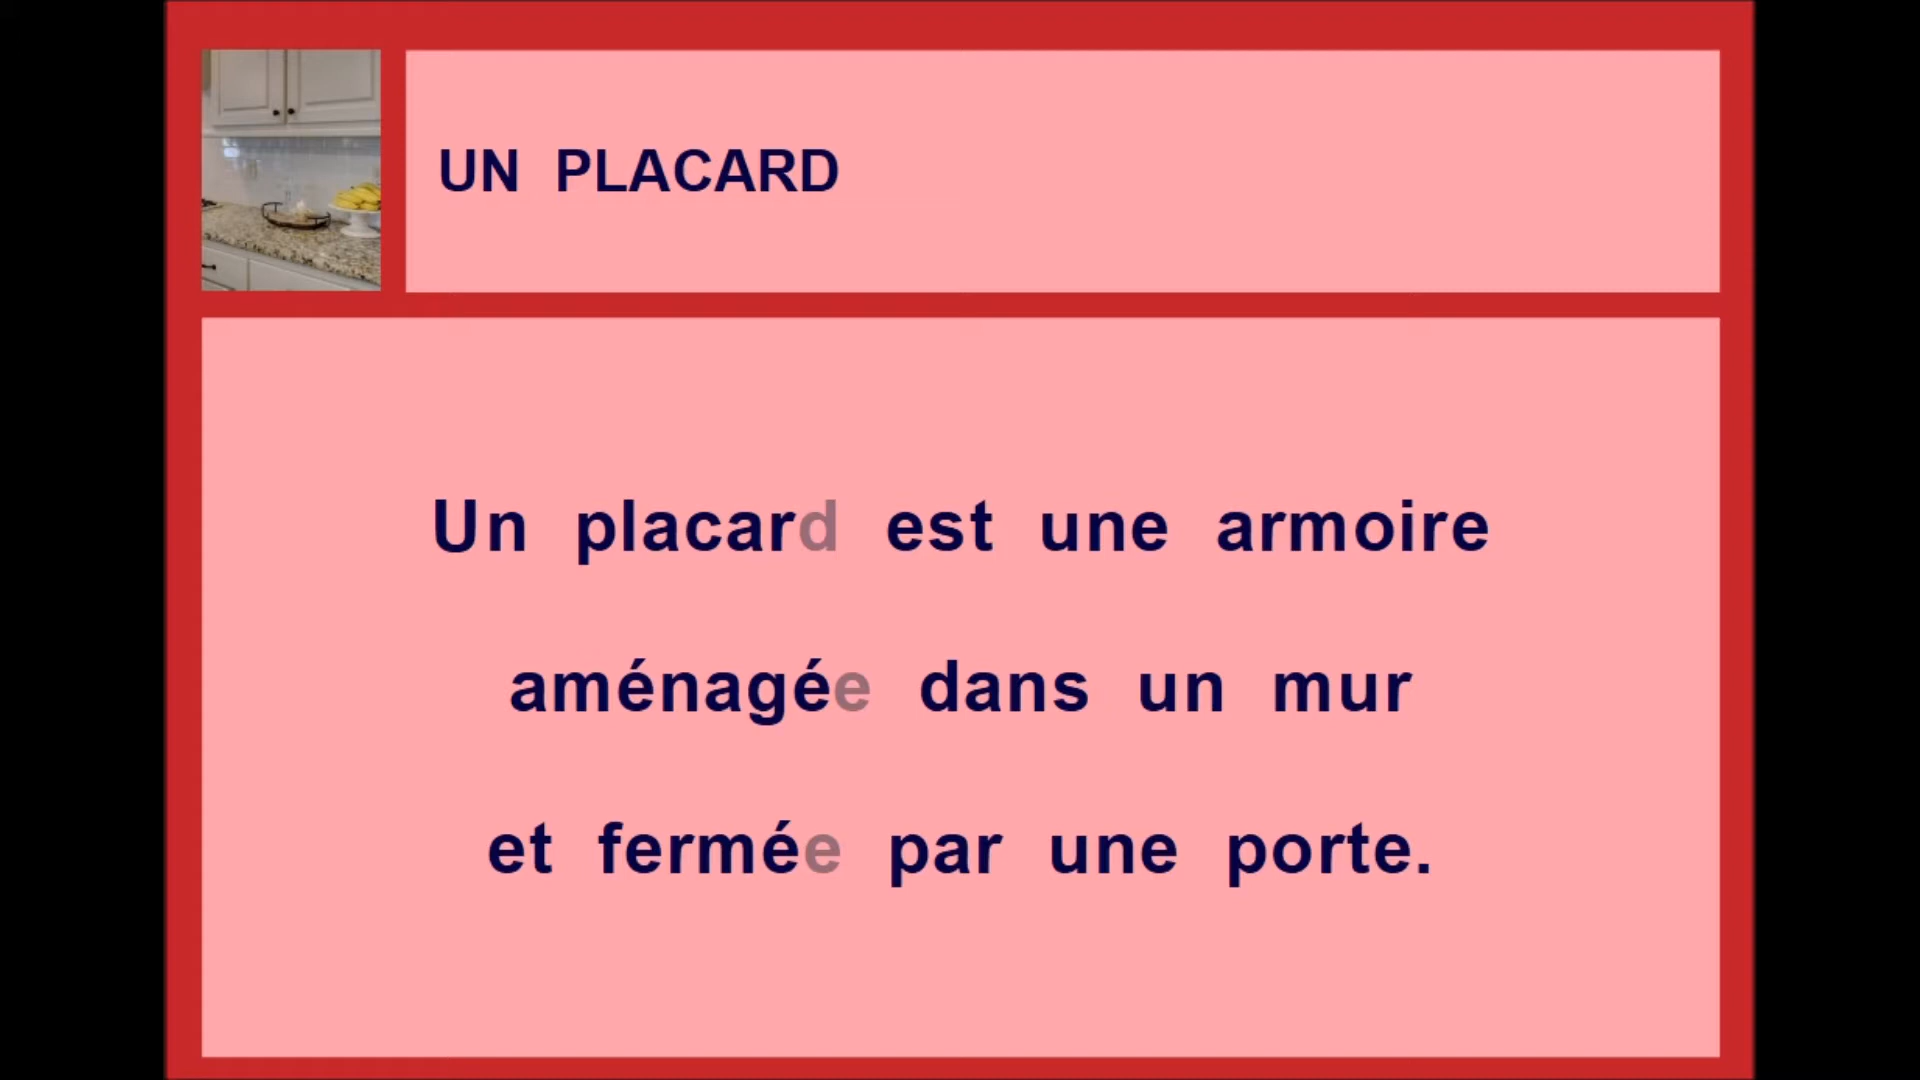 UN PLACARD
Un placard est une armoire
aménagée dans un mur
et fermée par une porte.